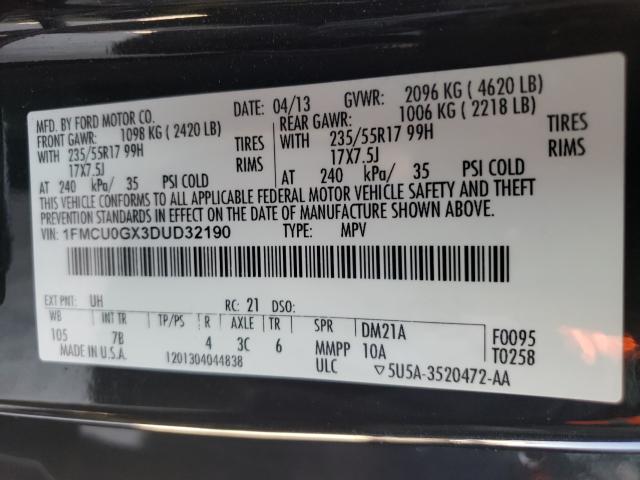 MFD. BY FORD MOTOR CO.
DATE: 04/13 GVWR: 2096 KG ( 4620 LB)
FRONT GAWR: 1098 KG ( 2420 LB)
REAR GAWR: 1006 KG ( 2218 LB)
WITH 235/55R17 99H TIRES
WITH 235/55R17 99H TIRES
17X7.5J RIMS
17X7.5J RIMS
AT 240 kPa/ 35 PSI COLD
AT 240 kPa/ 35 PSI COLD
THIS VEHICLE CONFORMS TO ALL APPLICABLE FEDERAL MOTOR VEHICLE SAFETY AND THEFT
PREVENTION STANDARDS IN EFFECT ON THE DATE OF MANUFACTURE SHOWN ABOVE.
VIN: 1FMCU0GX3DUD32190 TYPE: MPV
EXT PNT: UH RC: 21 DSO:
WB INT TR TP/PS R AXLE TR SPR DM21A F0095
105 7B 4 3C 6 MMPP 10A T0258
MADE IN U.S.A. 1201304044838 ULC ▽5U5A-3520472-AA